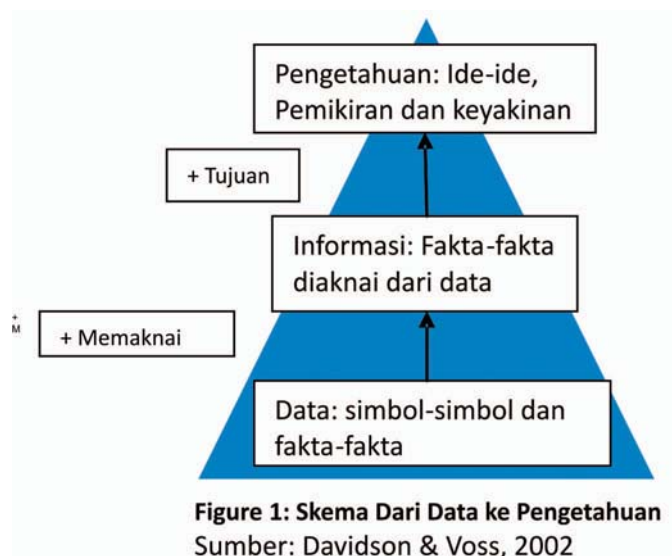 Pengetahuan: Ide-ide,
Pemikiran dan keyakinan
+ Tujuan
Informasi: Fakta-fakta
diaknai dari data
+
M
+ Memaknai
Data: simbol-simbol dan
fakta-fakta
Figure 1: Skema Dari Data ke Pengetahuan
Sumber: Davidson & Voss, 2002